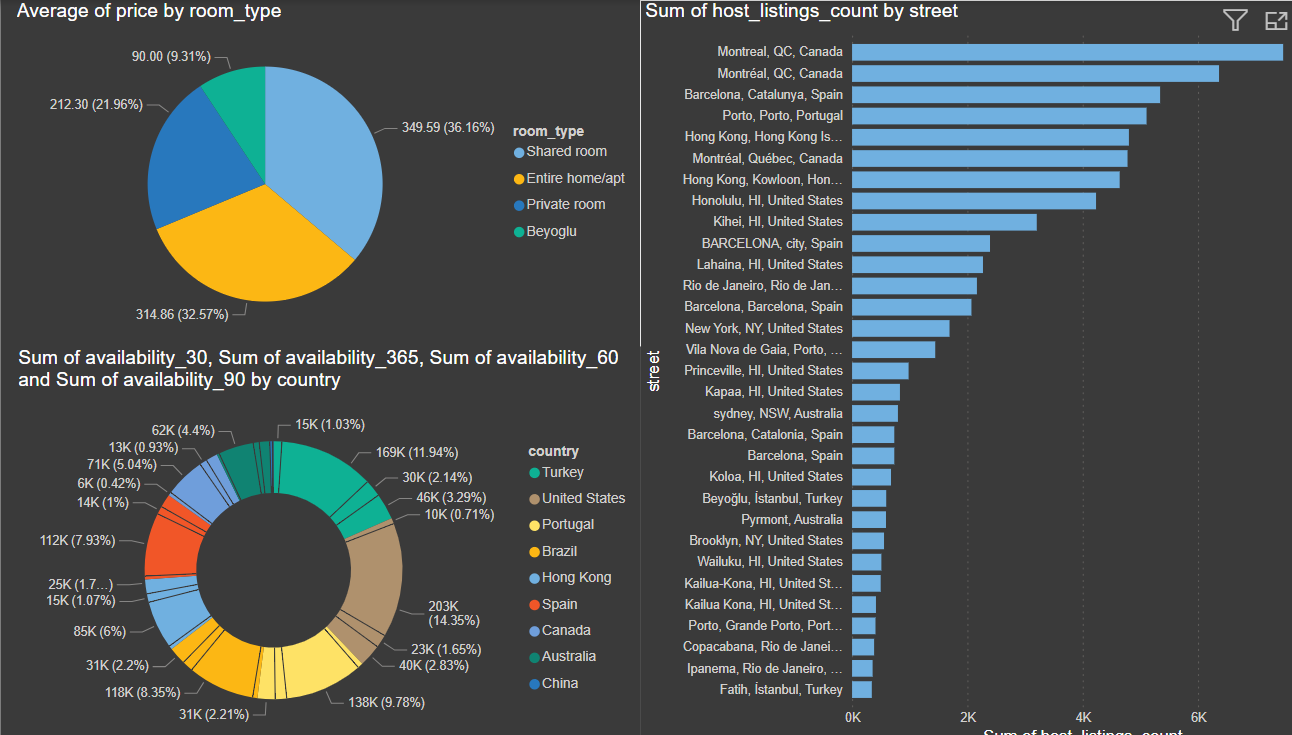 Average of price by room_type
90.00 (9.31%)
212.30 (21.96%)
349.59 (36.16%)
314.86 (32.57%)
room_type
Shared room
Entire home/apt
Private room
Beyoglu
Sum of availability_30, Sum of availability_365, Sum of availability_60
and Sum of availability_90 by country
15K (1.03%)
169K (11.94%)
30K (2.14%)
46K (3.29%)
10K (0.71%)
203K
(14.35%)
23K (1.65%)
40K (2.83%)
138K (9.78%)
31K (2.21%)
118K (8.35%)
31K (2.2%)
85K (6%)
15K (1.07%)
25K (1.7…)
112K (7.93%)
14K (1%)
6K (0.42%)
71K (5.04%)
13K (0.93%)
62K (4.4%)
country
Turkey
United States
Portugal
Brazil
Hong Kong
Spain
Canada
Australia
China
Sum of host_listings_count by street
street
Montreal, QC, Canada
Montréal, QC, Canada
Barcelona, Catalunya, Spain
Porto, Porto, Portugal
Hong Kong, Hong Kong Is…
Montréal, Québec, Canada
Hong Kong, Kowloon, Hon…
Honolulu, HI, United States
Kihei, HI, United States
BARCELONA, city, Spain
Lahaina, HI, United States
Rio de Janeiro, Rio de Jan…
Barcelona, Barcelona, Spain
New York, NY, United States
Vila Nova de Gaia, Porto, …
Princeville, HI, United States
Kapaa, HI, United States
sydney, NSW, Australia
Barcelona, Catalonia, Spain
Barcelona, Spain
Koloa, HI, United States
Beyoğlu, İstanbul, Turkey
Pyrmont, Australia
Brooklyn, NY, United States
Wailuku, HI, United States
Kailua-Kona, HI, United St…
Kailua Kona, HI, United St…
Porto, Grande Porto, Port…
Copacabana, Rio de Janei…
Ipanema, Rio de Janeiro, …
Fatih, İstanbul, Turkey
0K 2K 4K 6K
Sum of host_listings_count